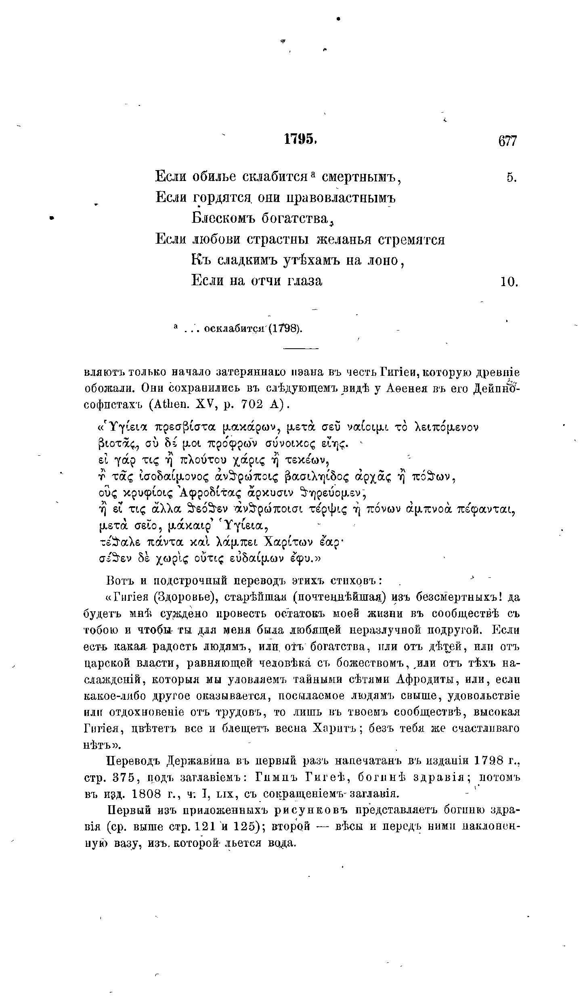 1795.
677
Если обилье склабится а смертнымъ,
5.
Если гордятся они правовластнымъ
Блескомъ богатства,
Если любови страстны желанья стремятся
Къ сладкимъ утѣхамъ на лоно,
Если на отчи глаза
10.
а ... осклабится (1798).
вляютъ только начало затеряннаго пэана въ честь Гигіеи, которую древніе
обожали. Они сохранились въ слѣдующемъ видѣ у Аѳенея въ его Дейпно-
софистахъ (Athen. XV, p. 702 A).
«Ὑγίεια πρεσβίστα μακάρων, μετὰ σεῦ ναίοιμι τὸ λειπόμενον
βιοτᾶς, σὺ δέ μοι πρόφρων σύνοικος εἴης.
εἰ γάρ τις ἢ πλούτου χάρις ἢ τεκέων,
ἢ τᾶς ἰσοδαίμονος ἀνθρώποις βασιληίδος ἀρχᾶς ἢ πόθων,
οὓς κρυφίοις Ἀφροδίτας ἄρκυσιν θηρεύομεν,
ἢ εἴ τις ἄλλα θεόθεν ἀνθρώποισι τέρψις ἢ πόνων ἀμπνοὰ πέφανται,
μετὰ σεῖο, μάκαιρ’ Ὑγίεια,
τέθαλε πάντα καὶ λάμπει Χαρίτων ἔαρ·
σέθεν δὲ χωρὶς οὔτις εὐδαίμων ἔφυ.»
Вотъ и подстрочный переводъ этихъ стиховъ:
«Гигіея (Здоровье), старѣйшая (почтеннѣйшая) изъ безсмертныхъ! да
будетъ мнѣ суждено провесть остатокъ моей жизни въ сообществѣ съ
тобою и чтобы ты для меня была любящей неразлучной подругой. Если
есть какая радость людямъ, или отъ богатства, или отъ дѣтей, или отъ
царской власти, равняющей человѣка съ божествомъ, или отъ тѣхъ на-
слажденій, которыя мы уловляемъ тайными сѣтями Афродиты, или, если
какое-либо другое оказывается, посылаемое людямъ свыше, удовольствіе
или отдохновеніе отъ трудовъ, то лишь въ твоемъ сообществѣ, высокая
Гигіея, цвѣтетъ все и блещетъ весна Харитъ; безъ тебя же счастливаго
нѣтъ».
Переводъ Державина въ первый разъ напечатанъ въ изданіи 1798 г.,
стр. 375, подъ заглавіемъ: Гимнъ Гигеѣ, богинѣ здравія; потомъ
въ изд. 1808 г., ч. I, LIX, съ сокращеніемъ заглавія.
Первый изъ приложенныхъ рисунковъ представляетъ богиню здра-
вія (ср. выше стр. 121 и 125); второй — вѣсы и передъ ними наклонен-
ную вазу, изъ которой льется вода.